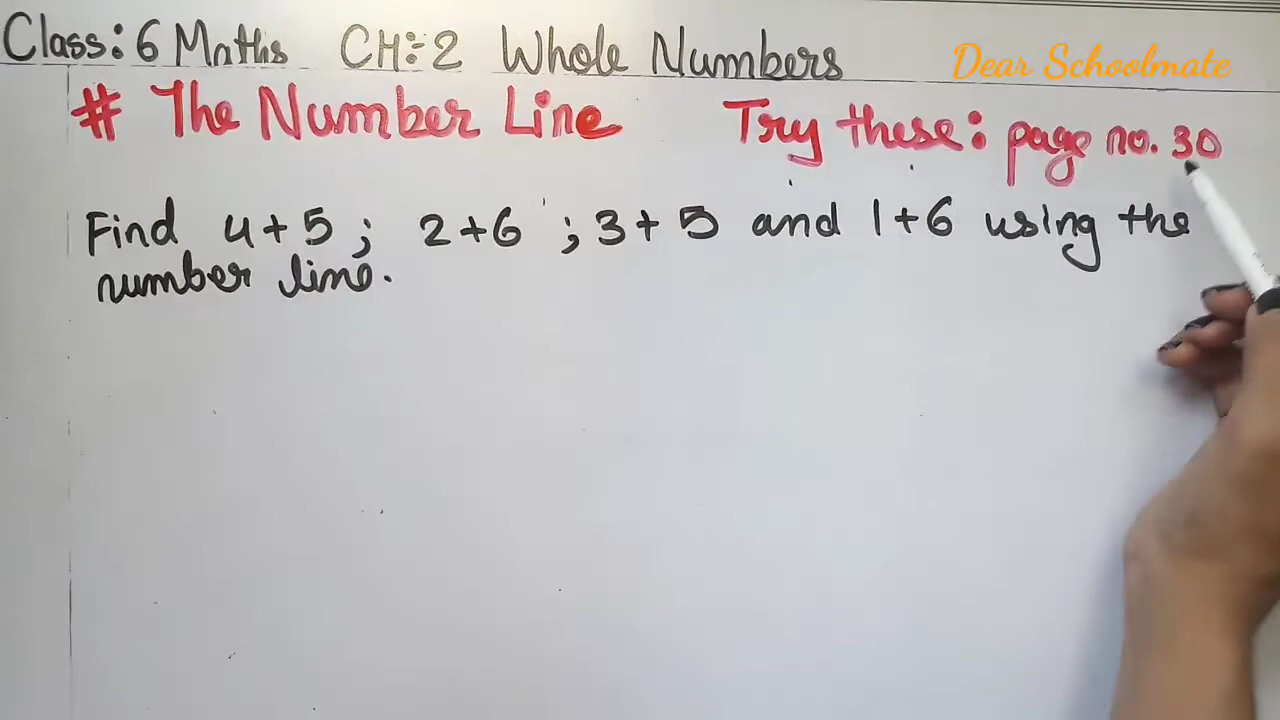 Class: 6 Maths CH:2 Whole Numbers
Dear Schoolmate
# The Number Line Try these: page no. 30
Find 4+5; 2+6 ; 3+5 and 1+6 using the
number line.